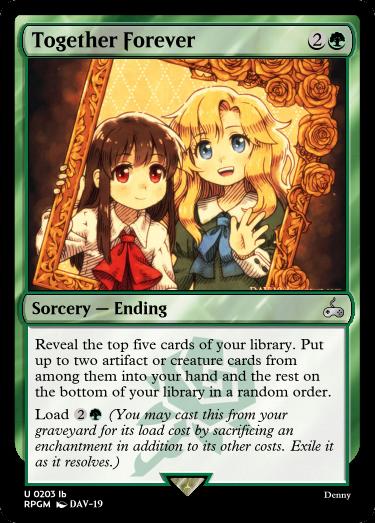 Together Forever 2
Sorcery — Ending
Reveal the top five cards of your library. Put
up to two artifact or creature cards from
among them into your hand and the rest on
the bottom of your library in a random order.
Load 2 (You may cast this from your
graveyard for its load cost by sacrificing an
enchantment in addition to its other costs. Exile it
as it resolves.)
U 0203 Ib
RPGM DAV-19
Denny